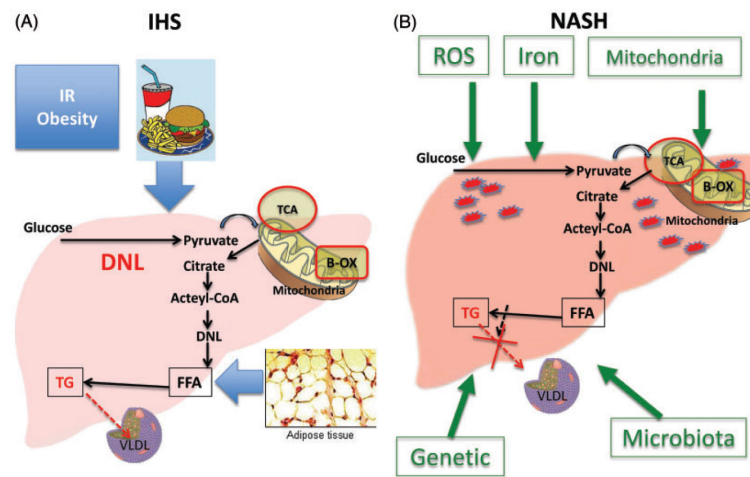 (A)
IHS
IR
Obesity
Glucose
Pyruvate
TCA
DNL
Citrate
B-OX
Mitochondria
Acteyl-CoA
DNL
TG
FFA
VLDL
Adipose tissue
(B)
NASH
ROS
Iron
Mitochondria
Glucose
Pyruvate
TCA
Citrate
B-OX
Mitochondria
Acteyl-CoA
DNL
TG
FFA
VLDL
Genetic
Microbiota